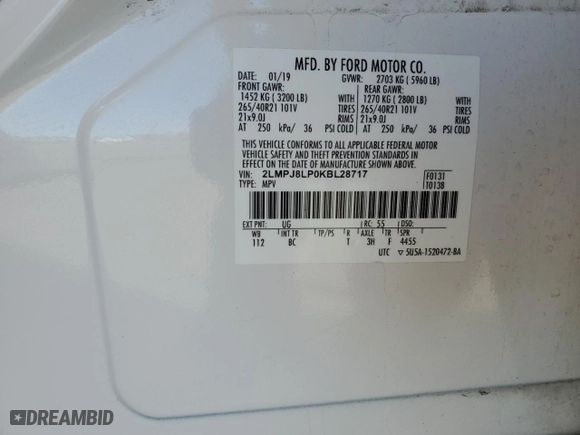 MFD. BY FORD MOTOR CO.
DATE: 01/19 GVWR: 2703 KG ( 5960 LB)
FRONT GAWR: REAR GAWR:
1452 KG ( 3200 LB) WITH 1270 KG ( 2800 LB) WITH
265/40R21 101V TIRES 265/40R21 101V TIRES
21x9.0J RIMS 21x9.0J RIMS
AT 250 kPa/ 36 PSI COLD AT 250 kPa/ 36 PSI COLD
THIS VEHICLE CONFORMS TO ALL APPLICABLE FEDERAL MOTOR
VEHICLE SAFETY AND BUMPER STANDARDS AND THEFT PREVENTION STANDARDS IN
EFFECT ON THE DATE OF MANUFACTURE SHOWN ABOVE.
VIN: 2LMPJ8LP0KBL28717 F0131
TYPE: MPV T0138
EXT PNT: UG RC: 55 DSO:
WB INT TR TP/PS R AXLE TR SPR
112 BC T 3H F 4455
UTC ▽ 5USA-1520472-BA
DREAMBID